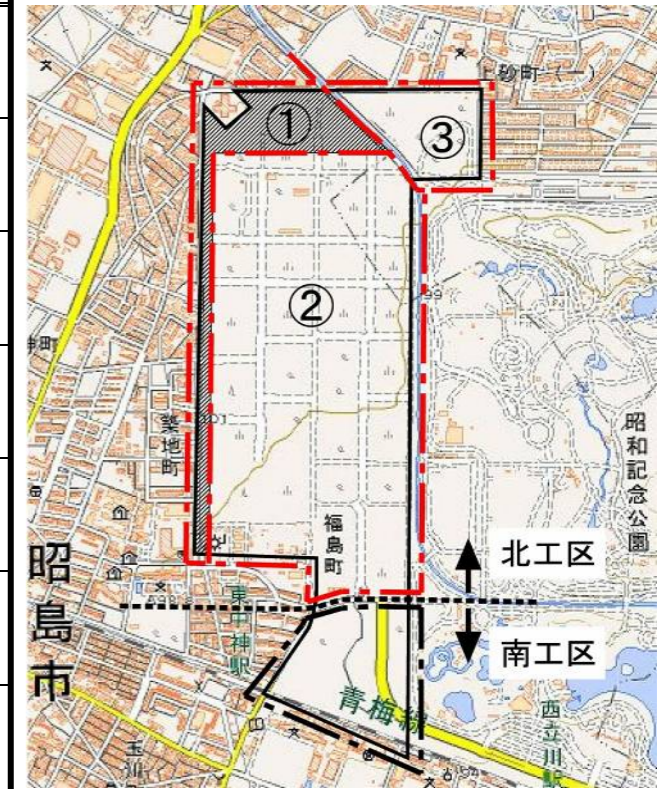 上砂町(一)
①
③
②
99
築地町
福島町
昭和記念公園
北工区
南工区
昭島市
東中神駅
青梅線
西立川駅
玉川